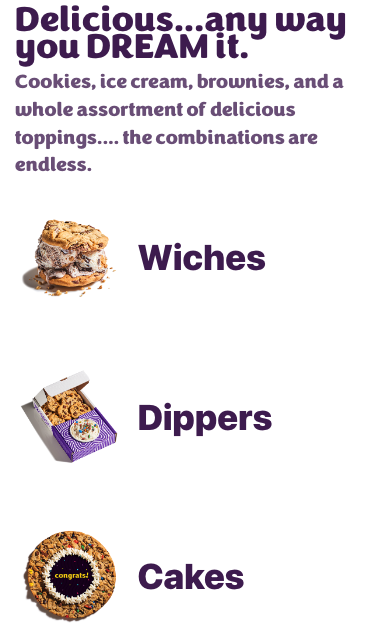 Delicious...any way
you DREAM it.
Cookies, ice cream, brownies, and a
whole assortment of delicious
toppings.... the combinations are
endless.
Wiches
Dippers
congrats!
Cakes